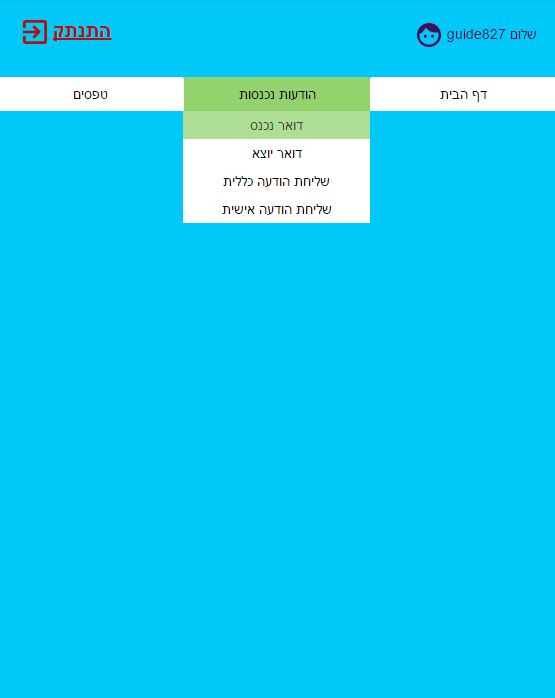 שלום guide827
התנתק
דף הבית
הודעות נכנסות
טפסים
דואר נכנס
דואר יוצא
שליחת הודעה כללית
שליחת הודעה אישית